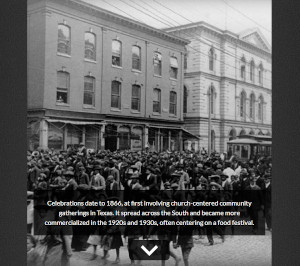 Celebrations date to 1866, at first involving church-centered community
gatherings in Texas. It spread across the South and became more
commercialized in the 1920s and 1930s, often centering on a food festival.